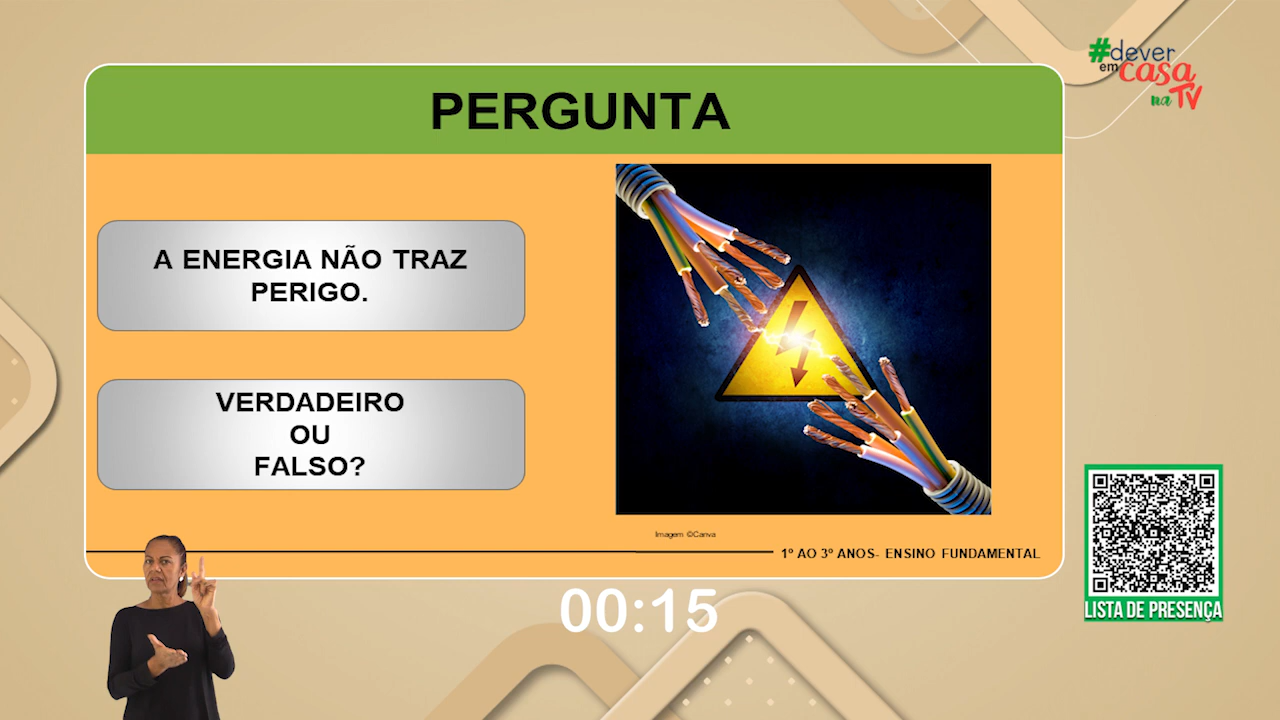 PERGUNTA
#dever
em casa
na TV
A ENERGIA NÃO TRAZ
PERIGO.
VERDADEIRO
OU
FALSO?
Imagem ©Canva
1º AO 3º ANOS- ENSINO FUNDAMENTAL
00:15
LISTA DE PRESENÇA